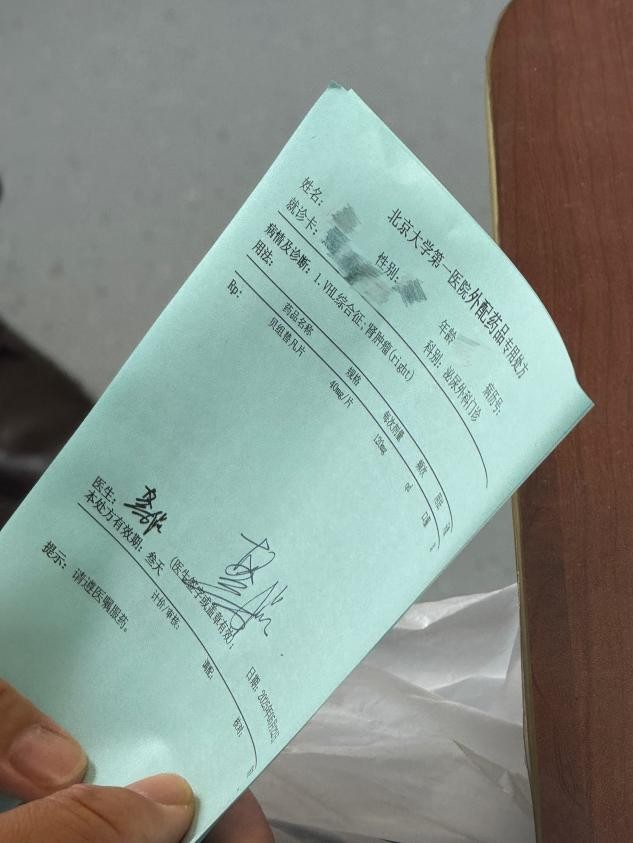 北京大学第一医院外配药品专用处方
姓名： 性别： 年龄 病历号：
就诊卡： 科别：泌尿外科门诊
病情及诊断：1.VHL综合征；肾肿瘤(right)
用法：
药品名称 规格 每次剂量 频次
Rp: 贝组替凡片 40mg/片 120mg
医生：
本处方有效期：叁天 (医生签字或盖章有效)； 日期：
计价/审核： 调配： 核对：
提示：请遵医嘱服药。